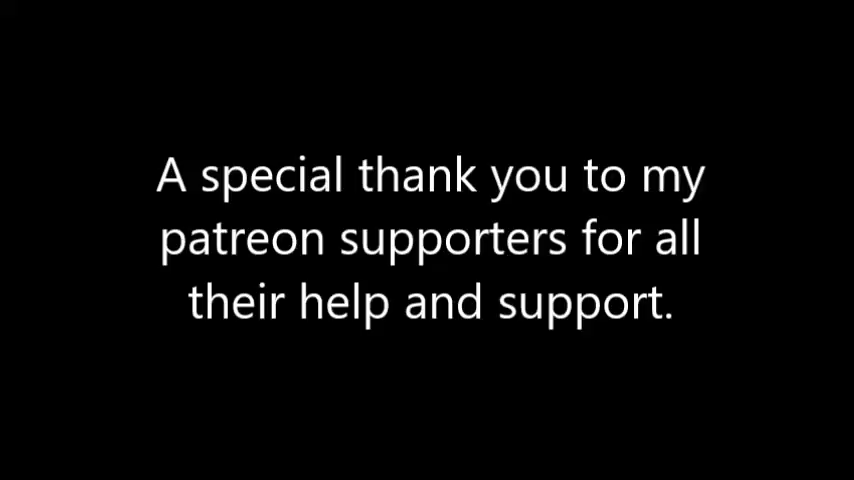 A special thank you to my
patreon supporters for all
their help and support.